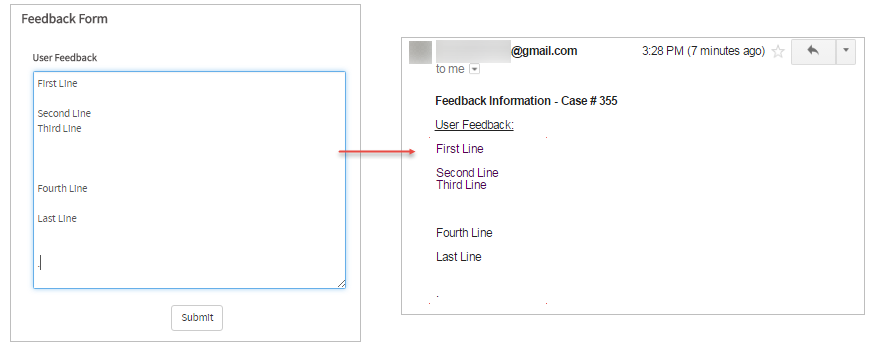 Feedback Form
User Feedback
First Line
Second Line
Third Line
Fourth Line
Last Line
.
Submit
@gmail.com 3:28 PM (7 minutes ago)
to me
Feedback Information - Case # 355
User Feedback:
First Line
Second Line
Third Line
Fourth Line
Last Line
.